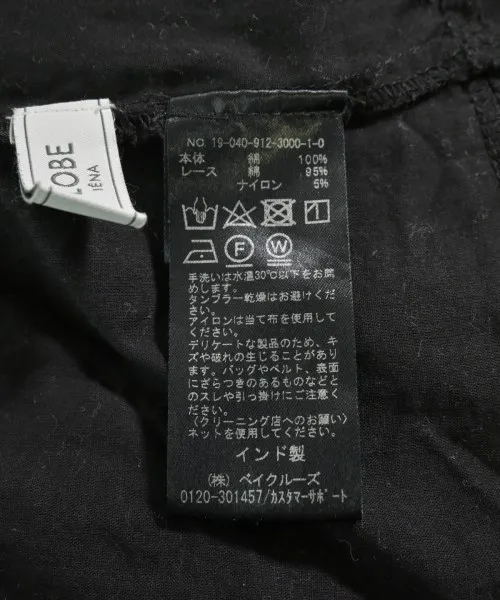 LOBE
IÉNA
NO. 19-040-912-3000-1-0
本体 綿 100%
レース 綿 95%
ナイロン 5%
F W
手洗いは水温30℃以下をお薦
めします。
タンブラー乾燥はお避けくだ
さい。
アイロンは当て布を使用して
ください。
デリケートな製品のため、キ
ズや破れの生じることがあり
ます。バッグやベルト、表面
にざらつきのあるものなどと
のスレや引っ掛けにご注意く
ださい。
〈クリーニング店へのお願い〉
ネットを使用してください。
インド製
(株) ベイクルーズ
0120-301457/カスタマーサポート